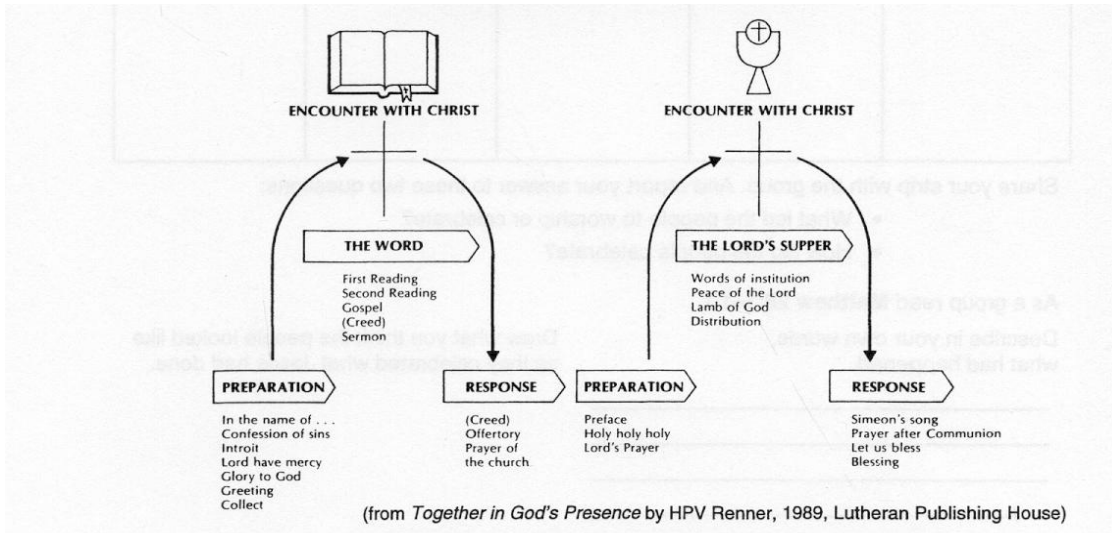 ENCOUNTER WITH CHRIST
THE WORD
First Reading
Second Reading
Gospel
(Creed)
Sermon
PREPARATION
In the name of . . .
Confession of sins
Introit
Lord have mercy
Glory to God
Greeting
Collect
RESPONSE
(Creed)
Offertory
Prayer of
the church
ENCOUNTER WITH CHRIST
THE LORD'S SUPPER
Words of institution
Peace of the Lord
Lamb of God
Distribution
PREPARATION
Preface
Holy holy holy
Lord's Prayer
RESPONSE
Simeon's song
Prayer after Communion
Let us bless
Blessing
(from Together in God's Presence by HPV Renner, 1989, Lutheran Publishing House)